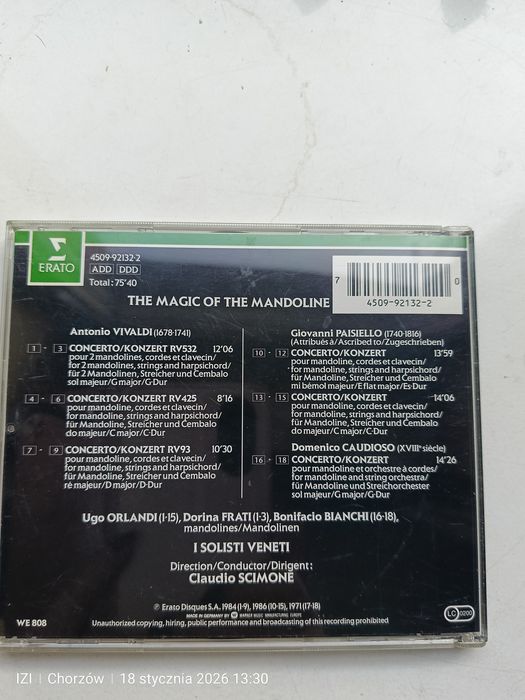 ERATO
4509-92132-2
ADD DDD
Total: 75'40
THE MAGIC OF THE MANDOLINE
7 0
4509-92132-2
Antonio VIVALDI (1678-1741)
1 - 3 CONCERTO/KONZERT RV532 12'06
pour 2 mandolines, cordes et clavecin/
for 2 mandolines, strings and harpsichord/
für 2 Mandolinen, Streicher und Cembalo
sol majeur/G major/G-Dur
4 - 6 CONCERTO/KONZERT RV425 8'16
pour mandoline, cordes et clavecin/
for mandoline, strings and harpsichord/
für Mandoline, Streicher und Cembalo
do majeur/C major/C-Dur
7 - 9 CONCERTO/KONZERT RV93 10'30
pour mandoline, cordes et clavecin/
for mandoline, strings and harpsichord/
für Mandoline, Streicher und Cembalo
ré majeur/D major/D-Dur
Giovanni PAISIELLO (1740-1816)
(Attribués à/Ascribed to/Zugeschrieben)
10 - 12 CONCERTO/KONZERT 13'59
pour mandoline, cordes et clavecin/
for mandoline, strings and harpsichord/
für Mandoline, Streicher und Cembalo
mi bémol majeur/E flat major/Es-Dur
13 - 15 CONCERTO/KONZERT 14'06
pour mandoline, cordes et clavecin/
for mandoline, strings and harpsichord/
für Mandoline, Streicher und Cembalo
do majeur/C major/C-Dur
Domenico CAUDIOSO (XVIIIᵉ siècle)
16 - 18 CONCERTO/KONZERT 14'26
pour mandoline et orchestre à cordes/
for mandoline and string orchestra/
für Mandoline und Streichorchester
sol majeur/G major/G-Dur
Ugo ORLANDI (1-15), Dorina FRATI (1-3), Bonifacio BIANCHI (16-18),
mandolines/Mandolinen
I SOLISTI VENETI
Direction/Conductor/Dirigent:
Claudio SCIMONE
℗ Erato Disques S.A. 1984 (1-9), 1986 (10-15), 1971 (17-18)
MADE IN GERMANY BY WARNER MUSIC MANUFACTURING EUROPE
WE 808
Unauthorized copying, hiring, public performance and broadcasting of this recording prohibited
LC 0200
IZI | Chorzów | 18 stycznia 2026 13:30